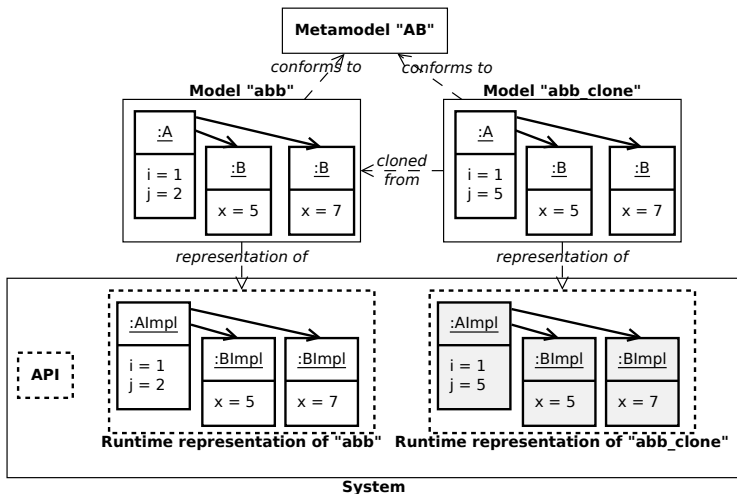 Metamodel "AB"
conforms to
conforms to
Model "abb"
Model "abb_clone"
:A
i = 1
j = 2
:B
x = 5
:B
x = 7
cloned
from
:A
i = 1
j = 5
:B
x = 5
:B
x = 7
representation of
representation of
API
:AImpl
i = 1
j = 2
:BImpl
x = 5
:BImpl
x = 7
:AImpl
i = 1
j = 5
:BImpl
x = 5
:BImpl
x = 7
Runtime representation of "abb"
Runtime representation of "abb_clone"
System